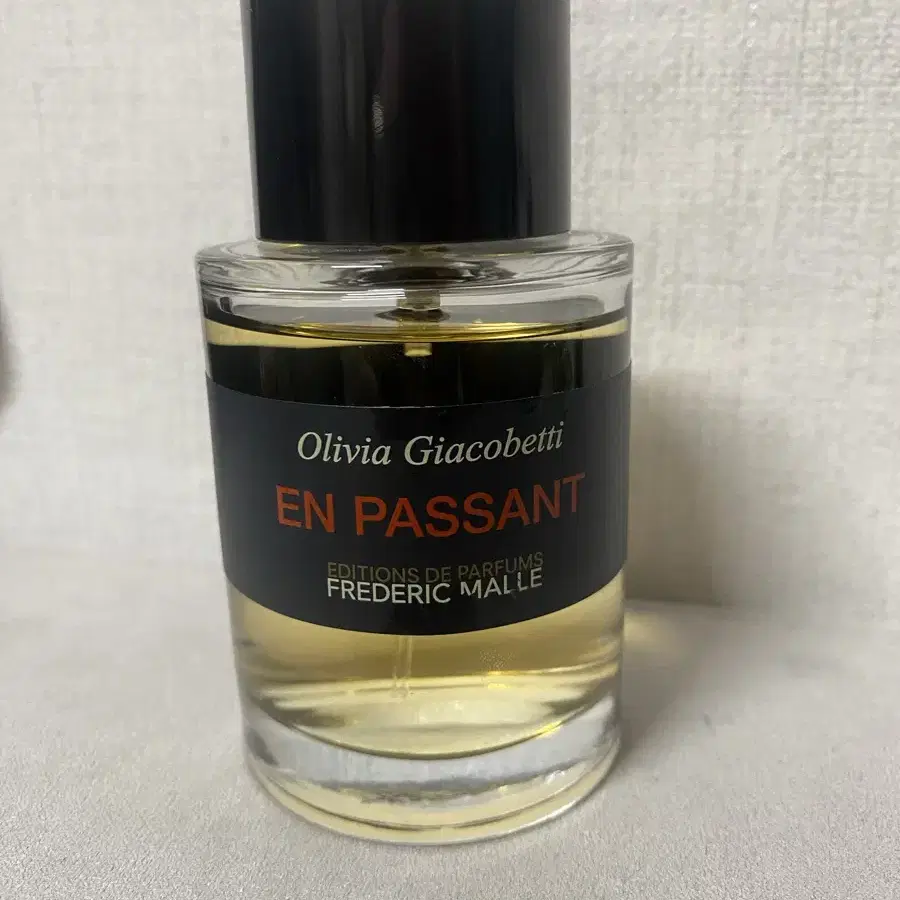 Olivia Giacobetti
EN PASSANT
EDITIONS DE PARFUMS
FREDERIC MALLE